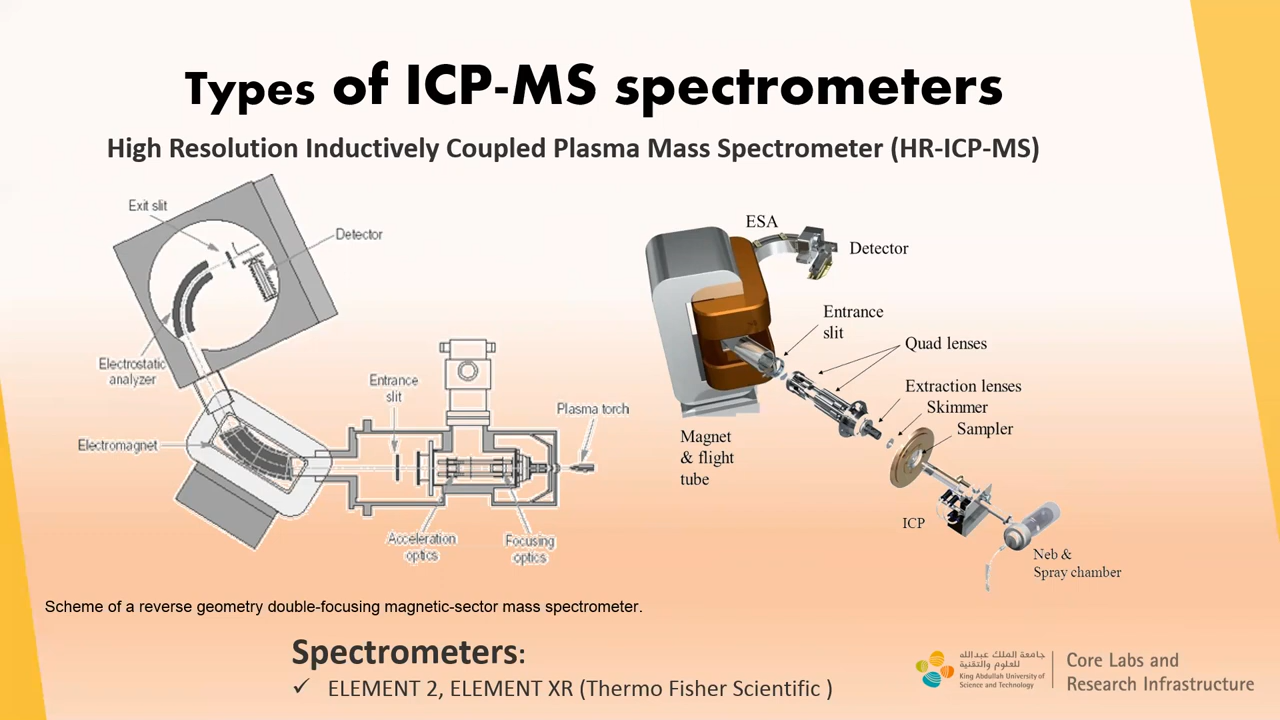 Types of ICP-MS spectrometers
High Resolution Inductively Coupled Plasma Mass Spectrometer (HR-ICP-MS)
Exit slit
Detector
Electrostatic
analyzer
Entrance
slit
Plasma torch
Electromagnet
Acceleration
optics
Focusing
optics
Scheme of a reverse geometry double-focusing magnetic-sector mass spectrometer.
ESA
Detector
Entrance
slit
Quad lenses
Extraction lenses
Skimmer
Sampler
Magnet
& flight
tube
ICP
Neb &
Spray chamber
Spectrometers:
✓ ELEMENT 2, ELEMENT XR (Thermo Fisher Scientific )
جامعة الملك عبدالله
للعلوم والتقنية
King Abdullah University of
Science and Technology
Core Labs and
Research Infrastructure